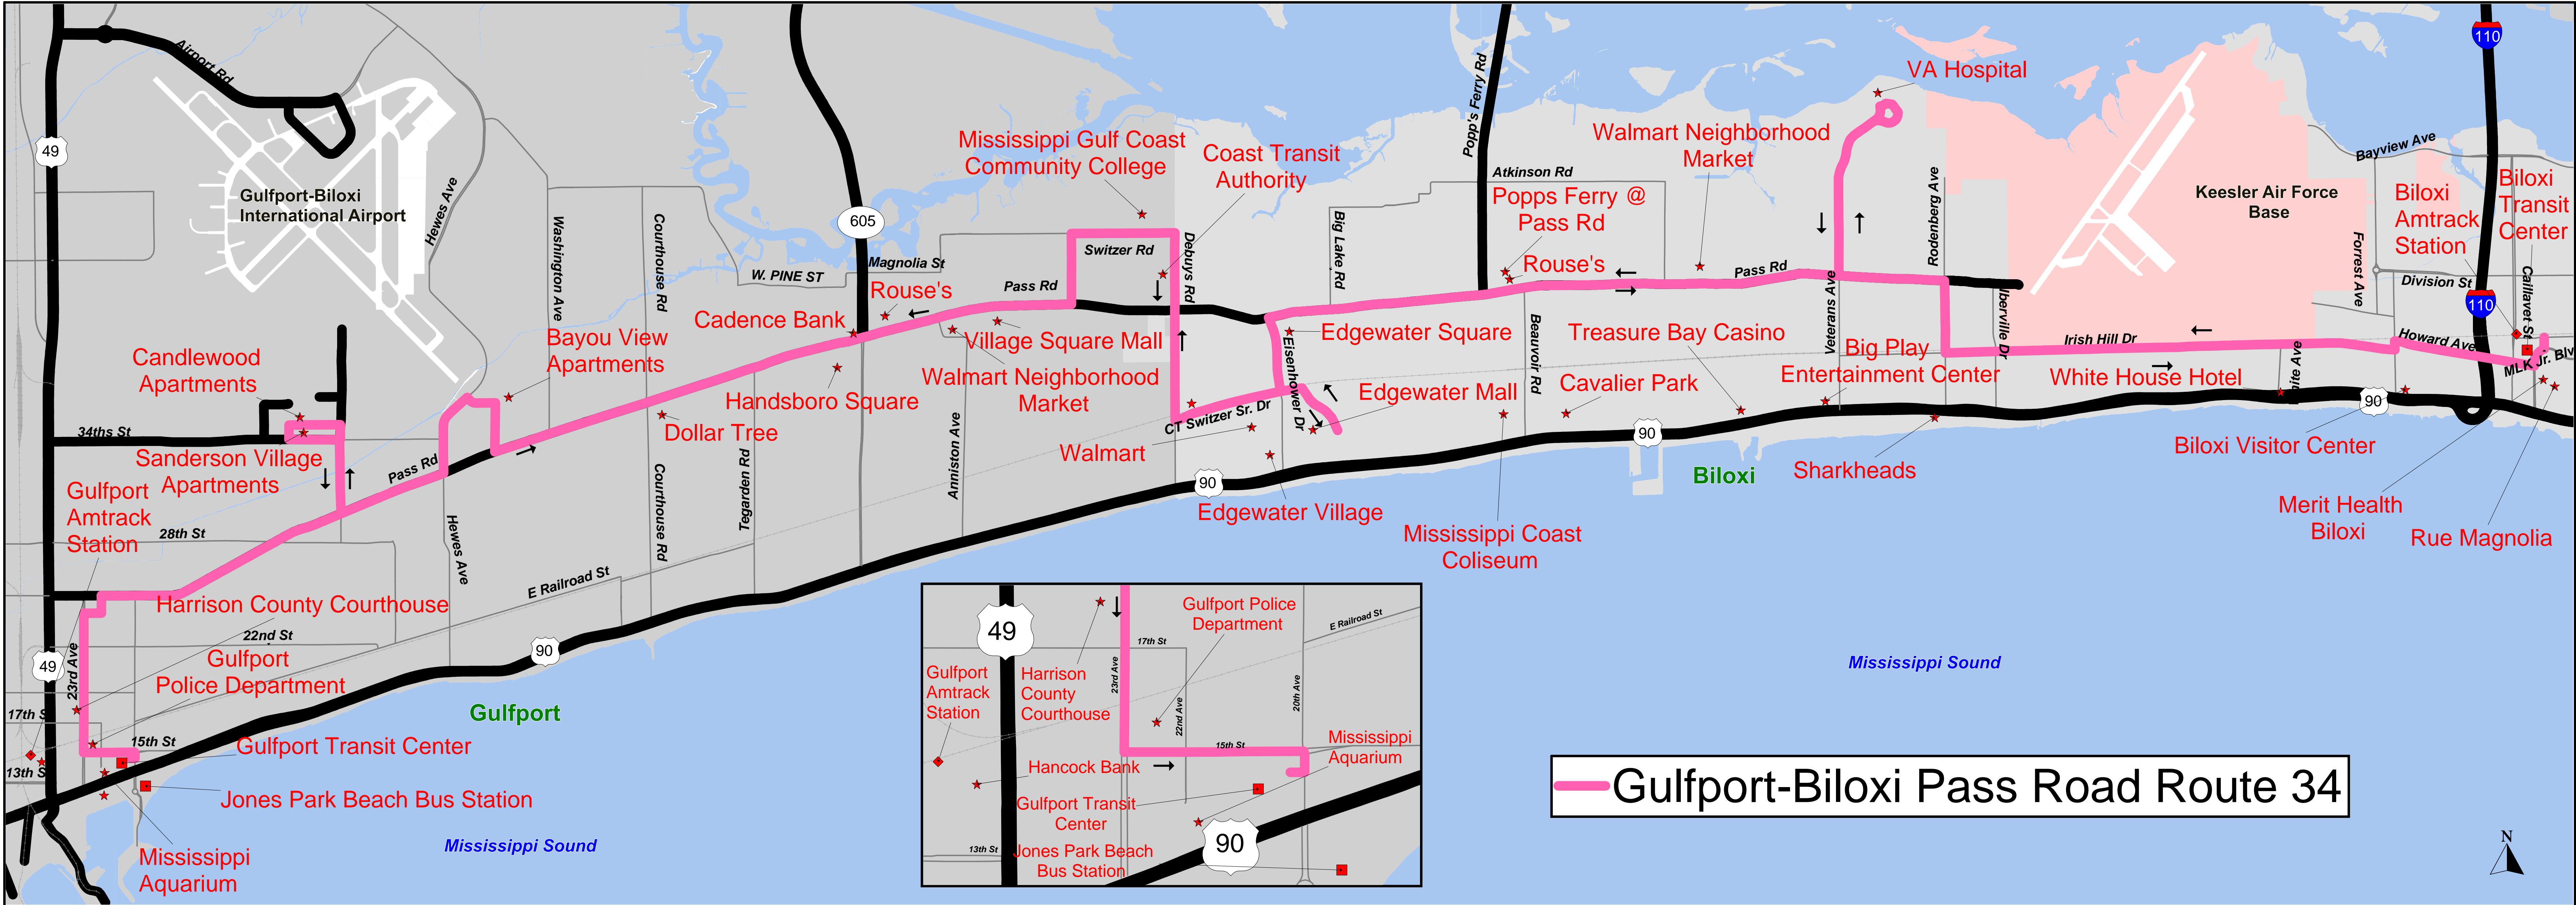 Airport Rd
49
Gulfport-Biloxi
International Airport
Hewes Ave
Candlewood
Apartments
34ths St
Sanderson Village
Apartments
Gulfport
Amtrack
Station
28th St
Pass Rd
Hewes Ave
Bayou View
Apartments
Washington Ave
Courthouse Rd
Courthouse Rd
Dollar Tree
Tegarden Rd
E Railroad St
Harrison County Courthouse
22nd St
23rd Ave
49
Gulfport
Police Department
17th S
15th St
13th S
Gulfport Transit Center
Jones Park Beach Bus Station
Mississippi
Aquarium
Gulfport
Mississippi Sound
90
W. PINE ST
605
Magnolia St
Rouse's
Cadence Bank
Handsboro Square
Village Square Mall
Walmart Neighborhood
Market
Anniston Ave
Pass Rd
Mississippi Gulf Coast
Community College
Coast Transit
Authority
Switzer Rd
Debuys Rd
CT Switzer Sr. Dr
Walmart
90
Edgewater Village
Eisenhower Dr
Edgewater Square
Edgewater Mall
Big Lake Rd
Popp's Ferry Rd
Atkinson Rd
Popps Ferry @
Pass Rd
Rouse's
Walmart Neighborhood
Market
Pass Rd
Beauvoir Rd
Treasure Bay Casino
Cavalier Park
Mississippi Coast
Coliseum
90
Biloxi
VA Hospital
Veterans Ave
Big Play
Entertainment Center
Sharkheads
Rodenberg Ave
Iberville Dr
Irish Hill Dr
White House Hotel
hite Ave
Keesler Air Force
Base
Forrest Ave
Bayview Ave
110
Biloxi
Amtrack
Station
Biloxi
Transit
Center
Division St
Caillavet St
110
Howard Ave
MLK Jr. Blv
90
Biloxi Visitor Center
Merit Health
Biloxi
Rue Magnolia
Mississippi Sound
49
Gulfport Police
Department
E Railroad St
17th St
Gulfport
Amtrack
Station
Harrison
County
Courthouse
23rd Ave
22nd Ave
20th Ave
15th St
Mississippi
Aquarium
Hancock Bank
Gulfport Transit
Center
13th St
Jones Park Beach
Bus Station
90
Gulfport-Biloxi Pass Road Route 34
N